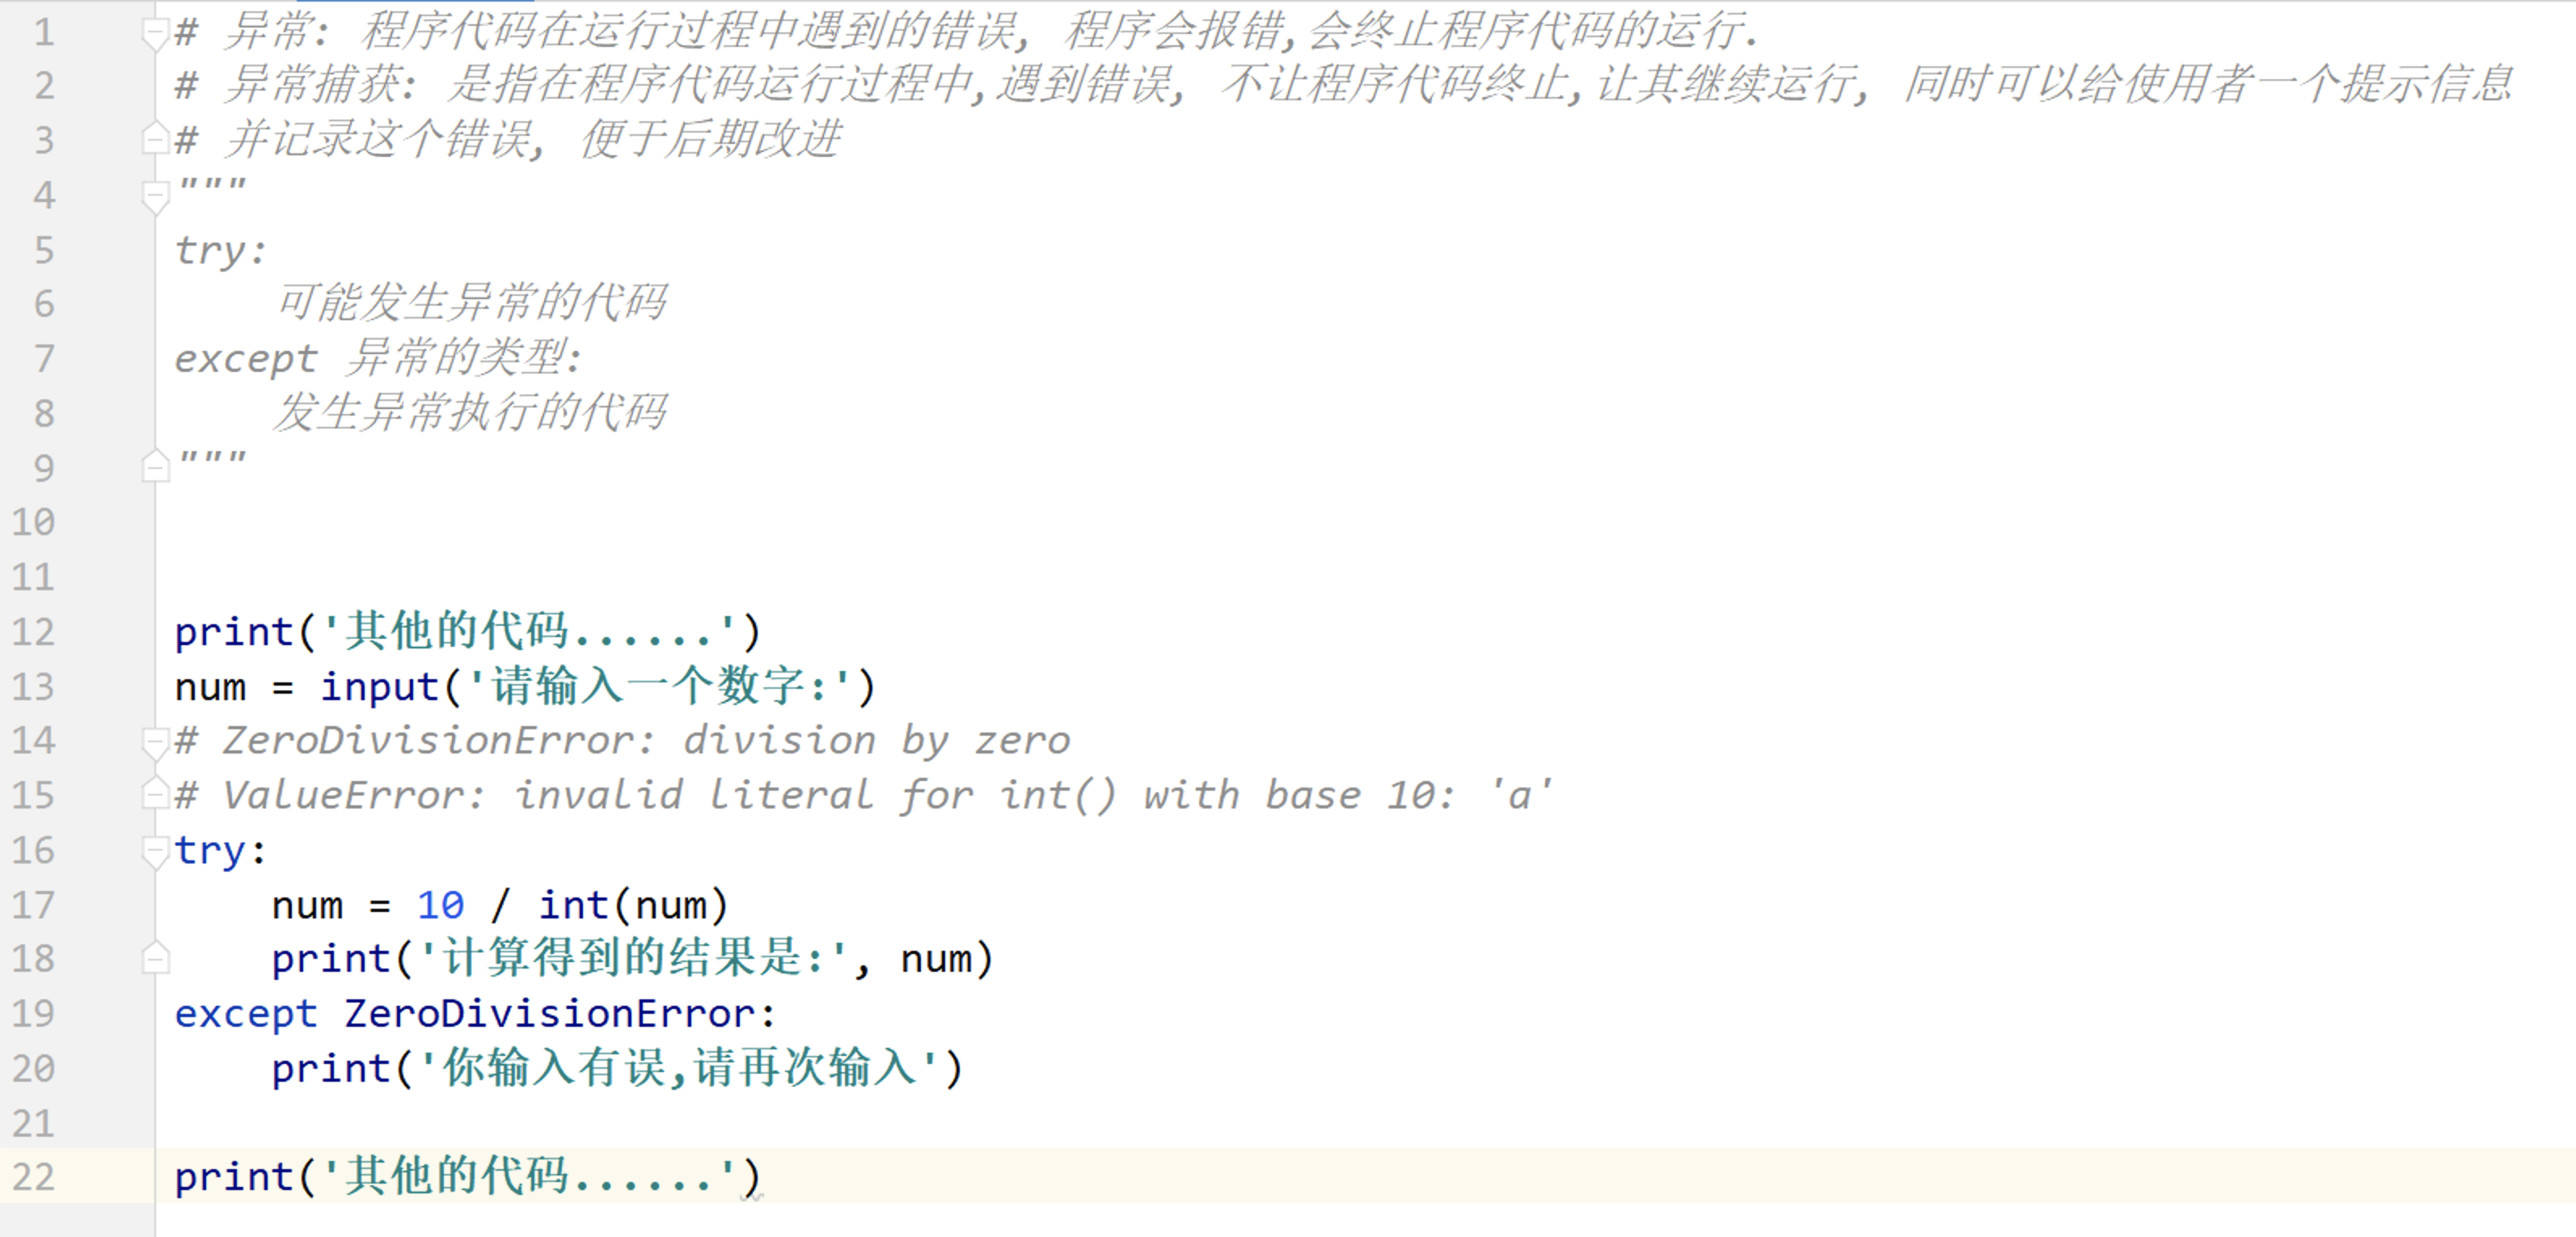 1 # 异常: 程序代码在运行过程中遇到的错误, 程序会报错,会终止程序代码的运行.
2 # 异常捕获: 是指在程序代码运行过程中,遇到错误, 不让程序代码终止,让其继续运行, 同时可以给使用者一个提示信息
3 # 并记录这个错误, 便于后期改进
4 """
5 try:
6     可能发生异常的代码
7 except 异常的类型:
8     发生异常执行的代码
9 """
10
11
12 print('其他的代码......')
13 num = input('请输入一个数字:')
14 # ZeroDivisionError: division by zero
15 # ValueError: invalid literal for int() with base 10: 'a'
16 try:
17     num = 10 / int(num)
18     print('计算得到的结果是:', num)
19 except ZeroDivisionError:
20     print('你输入有误,请再次输入')
21
22 print('其他的代码......')